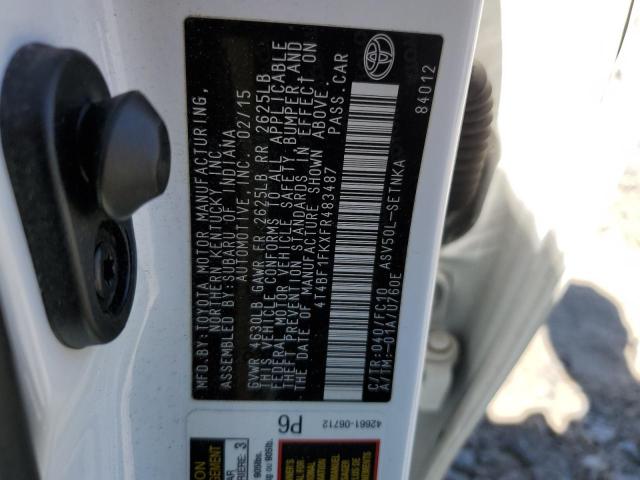 MFD.BY:TOYOTA MOTOR MANUFACTURING,
NORTHERN KENTUCKY, INC.
ASSEMBLED BY:SUBARU OF INDIANA
AUTOMOTIVE, INC. 02/15
GVWR 4630LB GAWR FR 2625LB RR 2625LB
THIS VEHICLE CONFORMS TO ALL APPLICABLE
FEDERAL MOTOR VEHICLE SAFETY, BUMPER AND
THEFT PREVENTION STANDARDS IN EFFECT ON
THE DATE OF MANUFACTURE SHOWN ABOVE.
4T4BF1FKXFR483487 PASS.CAR
C/TR:040/FC10 ASV50L-SETNKA
A/TM:-01A/U760E
84012
P6
42661-06712